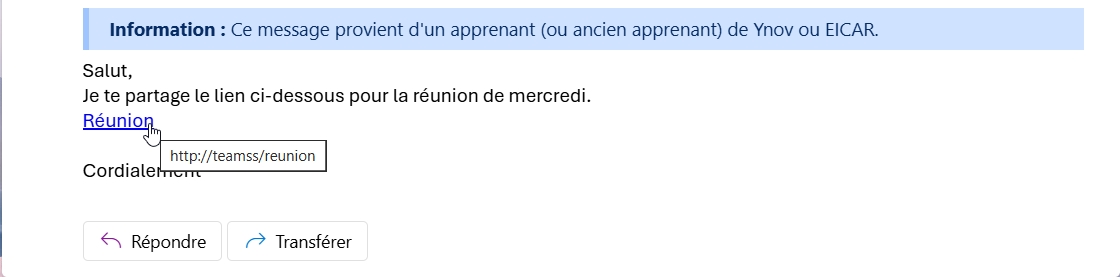 Information : Ce message provient d'un apprenant (ou ancien apprenant) de Ynov ou EICAR.
Salut,
Je te partage le lien ci-dessous pour la réunion de mercredi.
Réunion
http://teamss/reunion
Cordialement
Répondre
Transférer